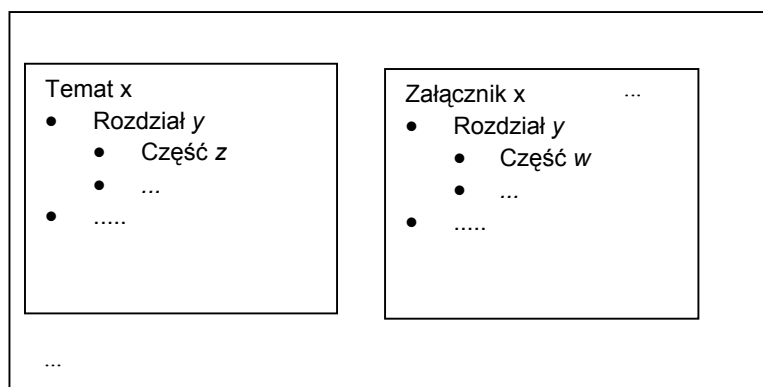 Temat x
● Rozdział y
● Część z
● ...
● .....
Załącznik x ...
● Rozdział y
● Część w
● ...
● .....
...